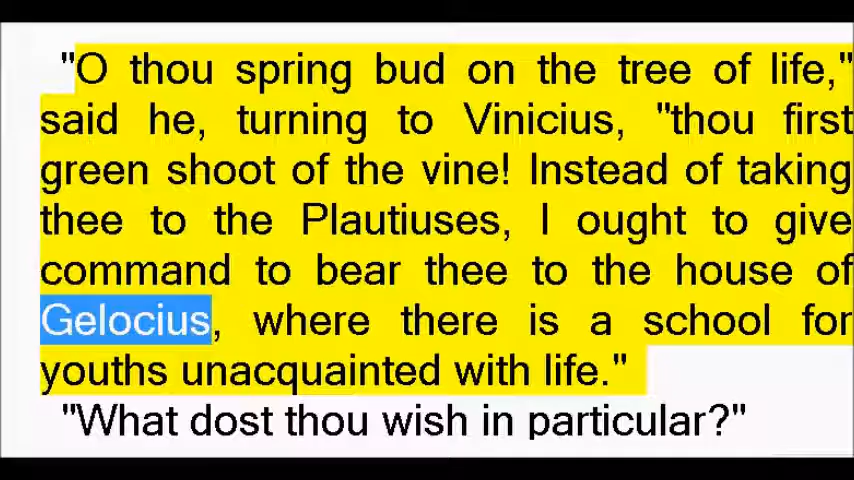 "O thou spring bud on the tree of life,"
said he, turning to Vinicius, "thou first
green shoot of the vine! Instead of taking
thee to the Plautiuses, I ought to give
command to bear thee to the house of
Gelocius, where there is a school for
youths unacquainted with life."
"What dost thou wish in particular?"